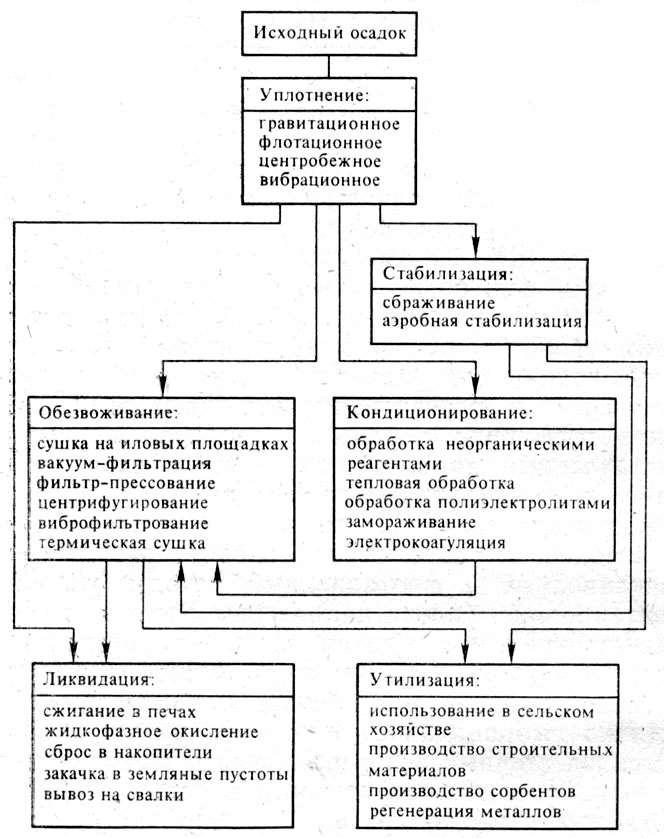 Исходный осадок
Уплотнение:
гравитационное
флотационное
центробежное
вибрационное
Стабилизация:
сбраживание
аэробная стабилизация
Обезвоживание:
сушка на иловых площадках
вакуум-фильтрация
фильтр-прессование
центрифугирование
виброфильтрование
термическая сушка
Кондиционирование:
обработка неорганическими
реагентами
тепловая обработка
обработка полиэлектролитами
замораживание
электрокоагуляция
Ликвидация:
сжигание в печах
жидкофазное окисление
сброс в накопители
закачка в земляные пустоты
вывоз на свалки
Утилизация:
использование в сельском
хозяйстве
производство строительных
материалов
производство сорбентов
регенерация металлов